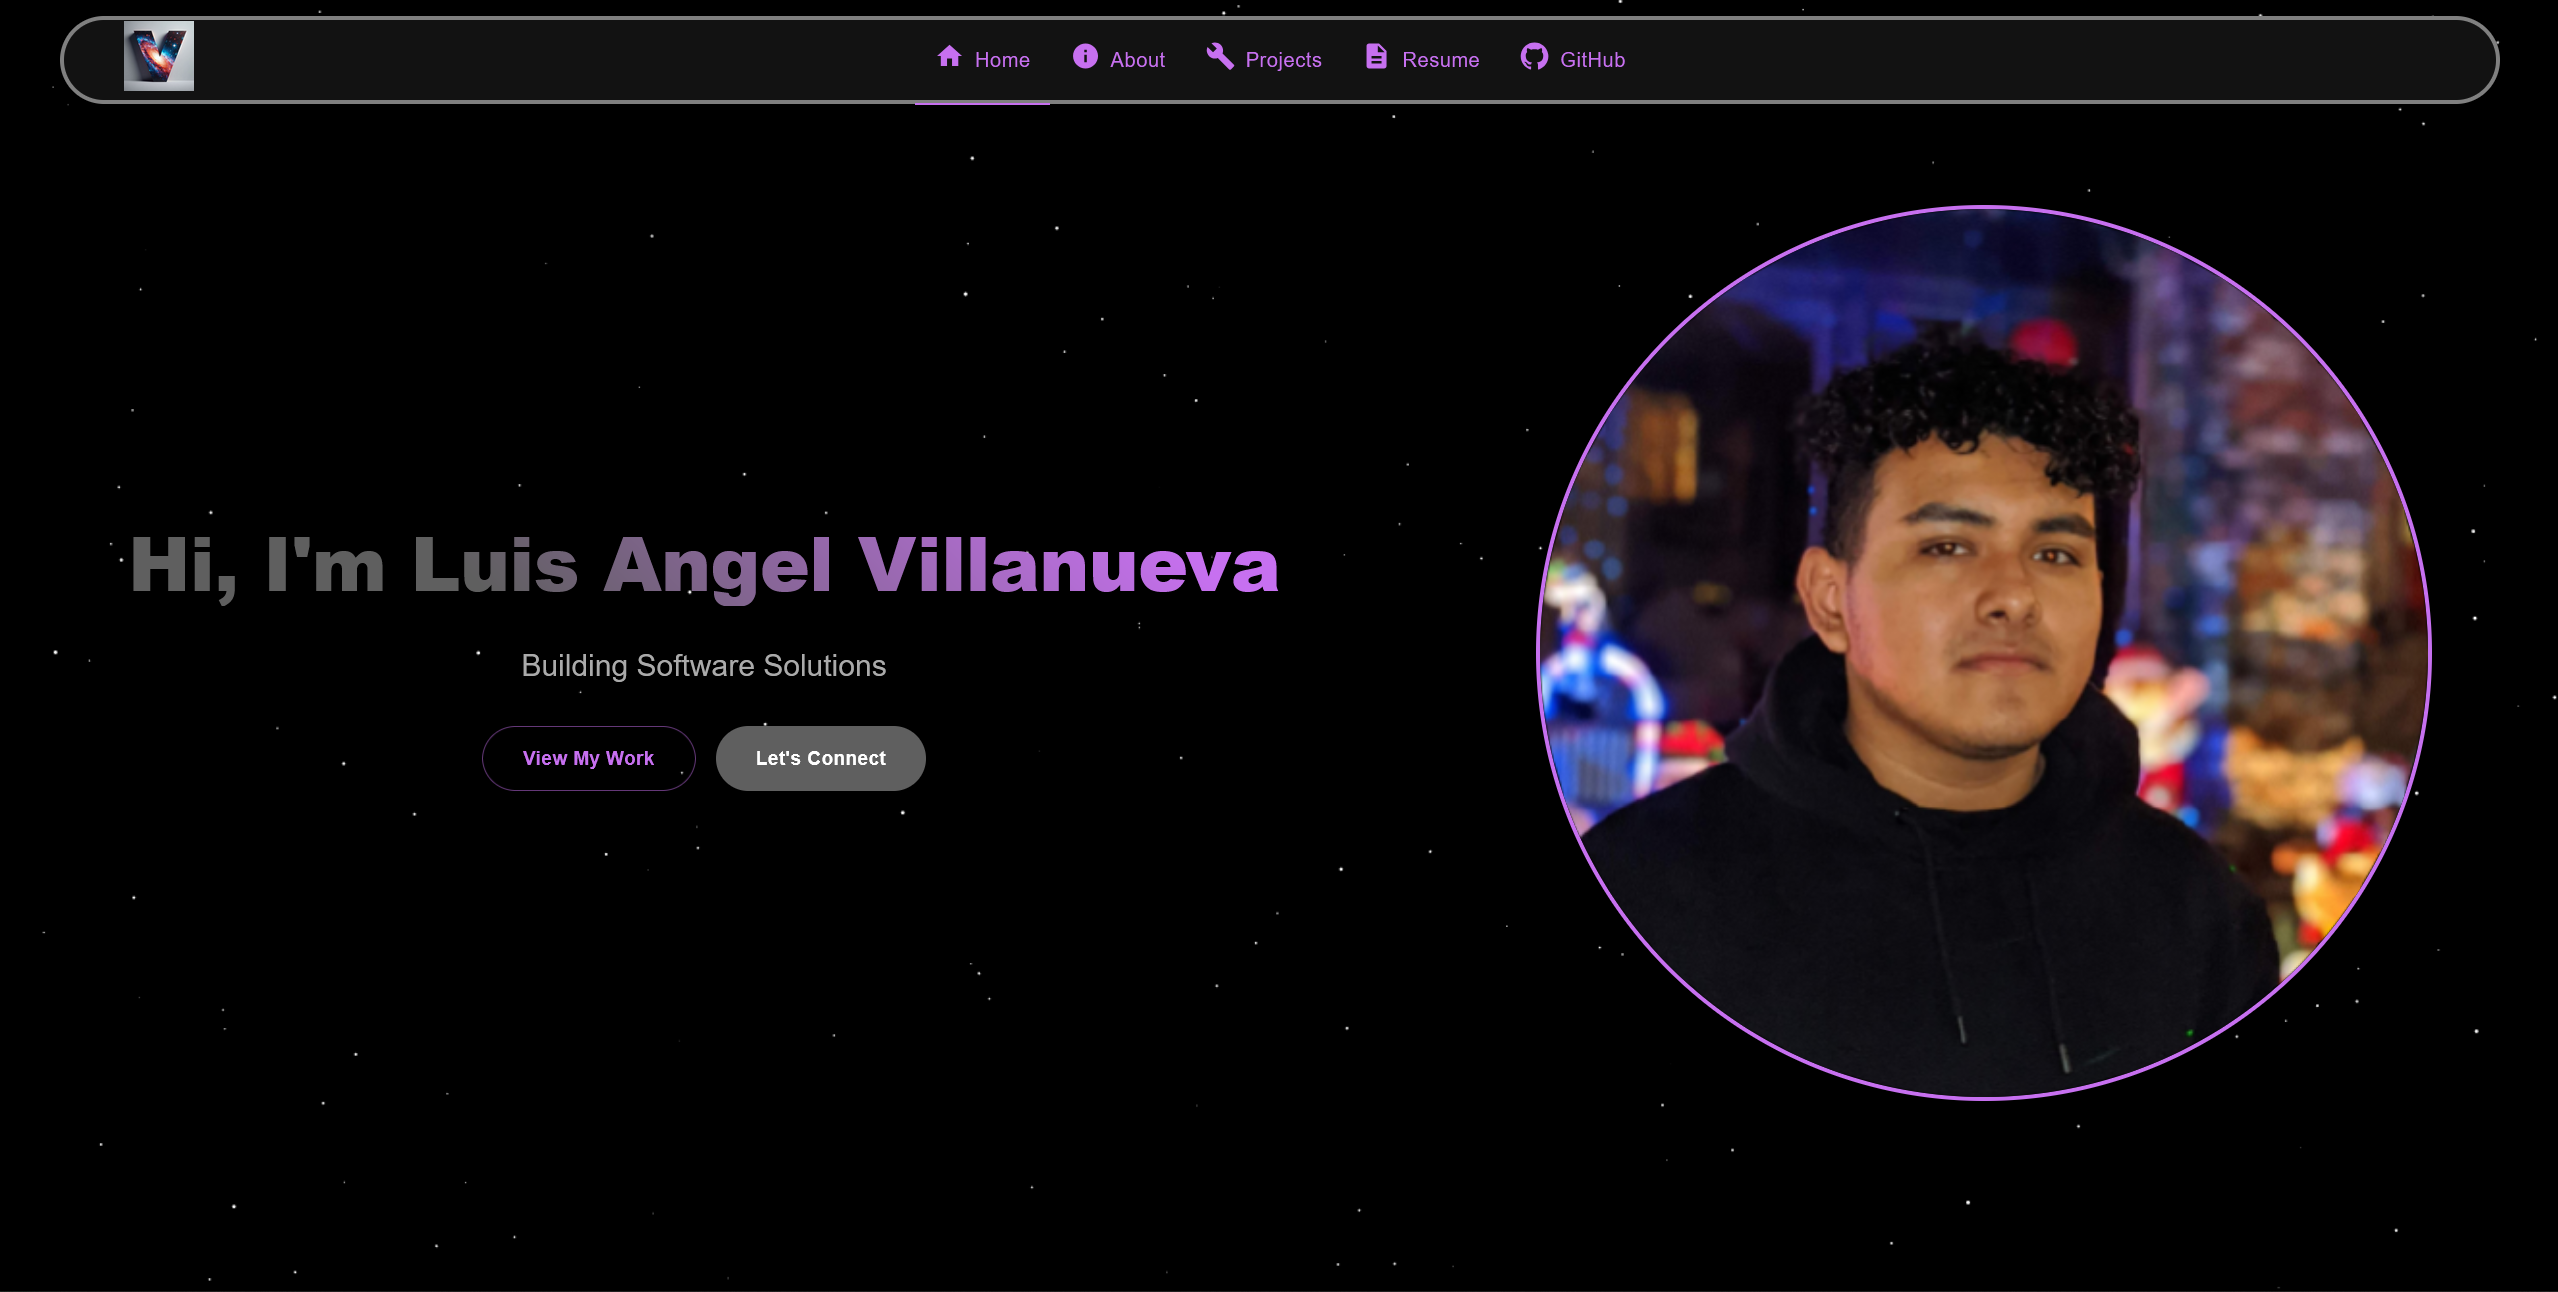 V
Home About Projects Resume GitHub
Hi, I'm Luis Angel Villanueva
Building Software Solutions
View My Work Let's Connect